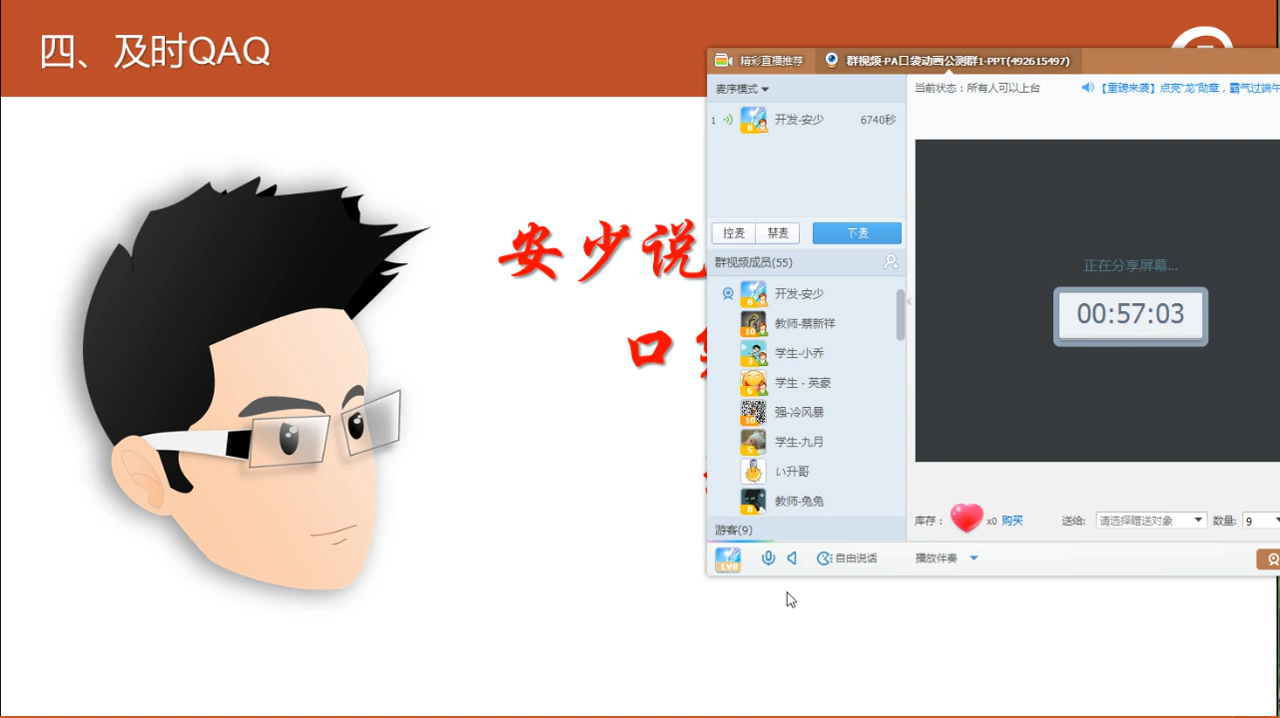 四、及时QAQ
安少说
口
精彩直播推荐
群视频-PA口袋动画公测群1-PPT(492615497)
麦序模式
当前状态：所有人可以上台
【重磅来袭】点亮“龙”勋章，霸气过端午
1 开发-安少 6740秒
控麦 禁麦 下麦
群视频成员(55)
开发-安少
教师-蔡新祥
学生-小乔
学生 - 英豪
强-冷风暴
学生-九月
い升哥
教师-兔兔
游客(9)
正在分享屏幕...
00:57:03
库存： x0 购买 送给: 请选择赠送对象 数量: 9
LV8 自由说话 播放伴奏